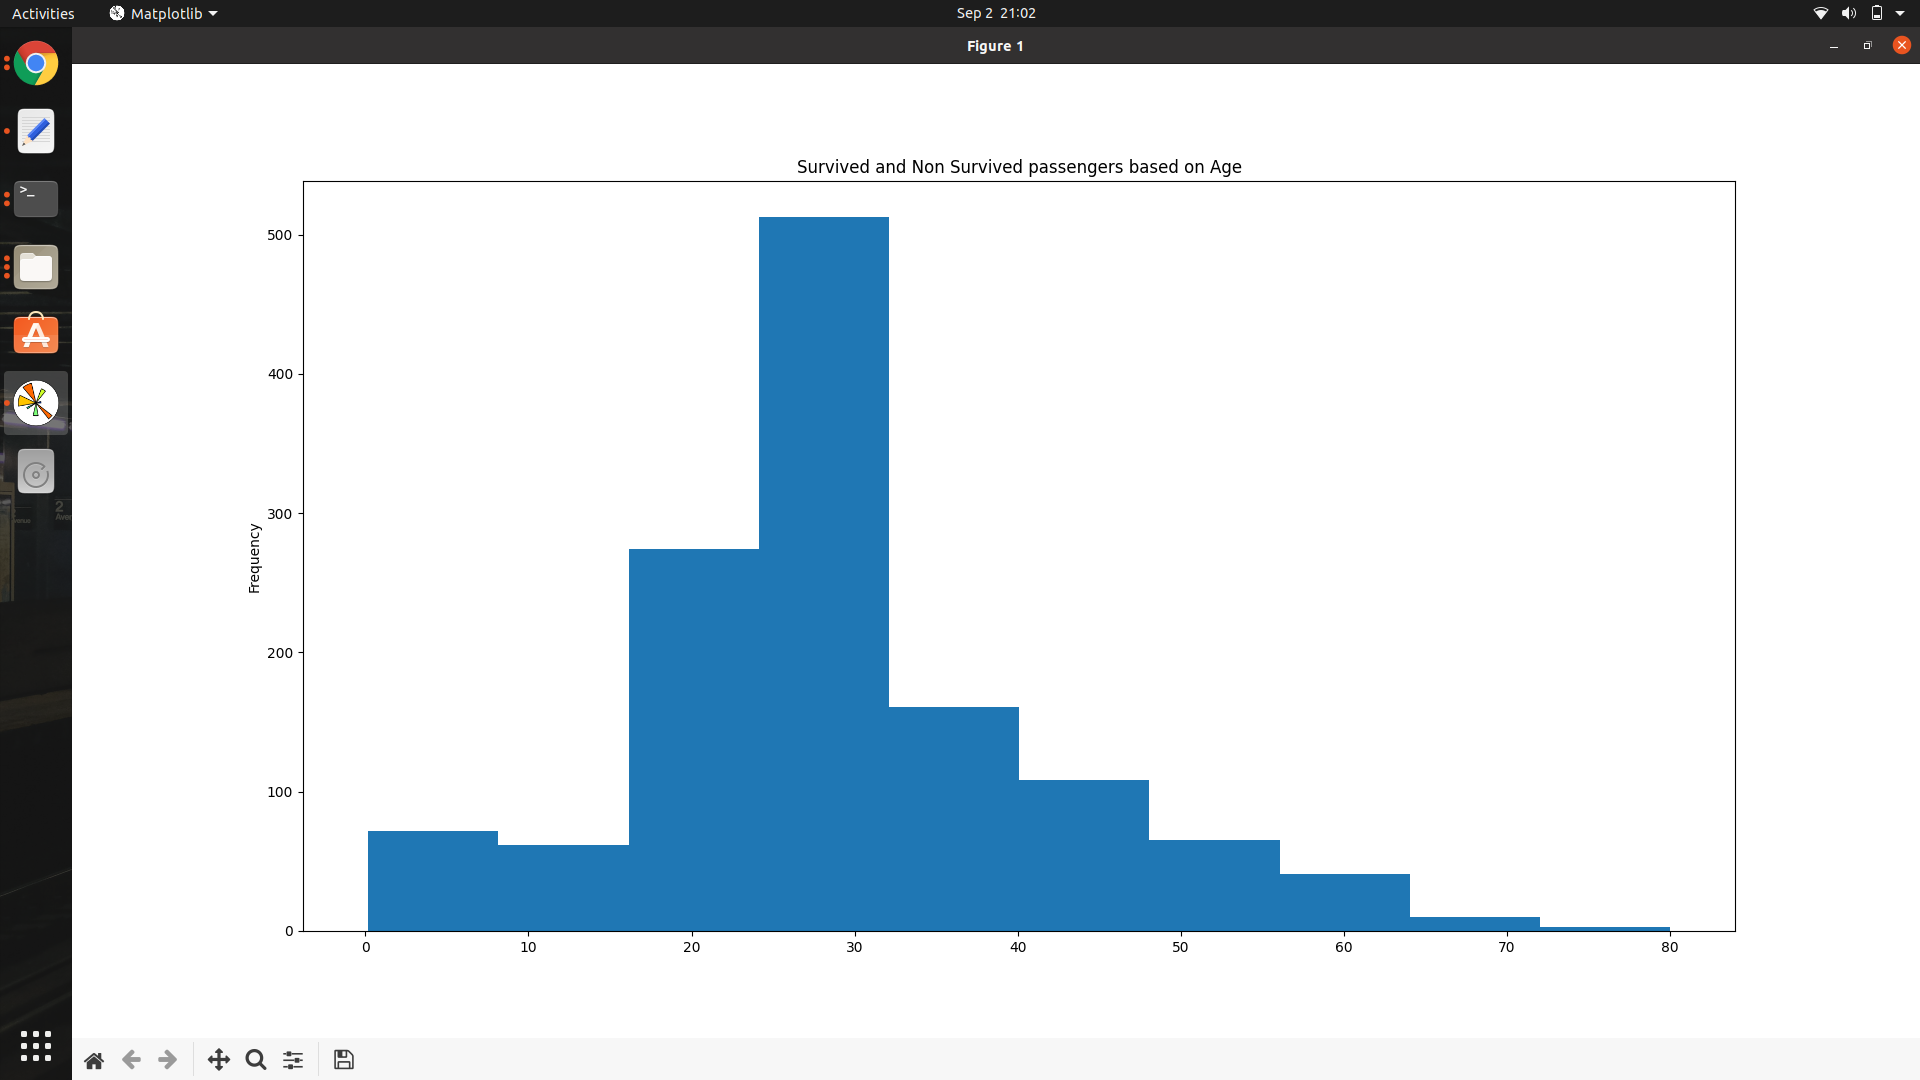 Activities
Matplotlib
Sep 2 21:02
Figure 1
>_
Survived and Non Survived passengers based on Age
Frequency
500
400
300
200
100
0
0 10 20 30 40 50 60 70 80
2